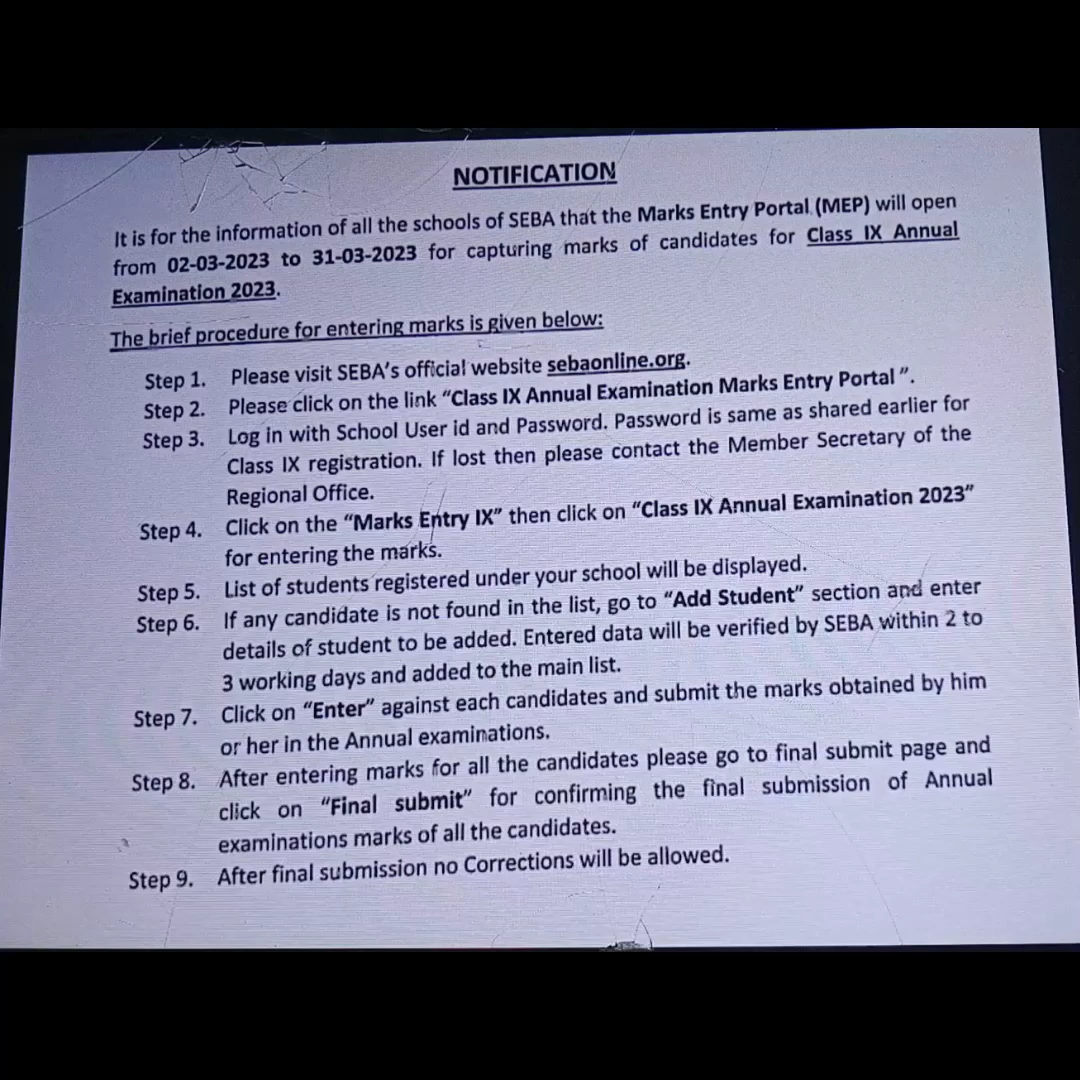 NOTIFICATION
It is for the information of all the schools of SEBA that the Marks Entry Portal (MEP) will open
from 02-03-2023 to 31-03-2023 for capturing marks of candidates for Class IX Annual
Examination 2023.
The brief procedure for entering marks is given below:
Step 1. Please visit SEBA's official website sebaonline.org.
Step 2. Please click on the link “Class IX Annual Examination Marks Entry Portal ”.
Step 3. Log in with School User id and Password. Password is same as shared earlier for
Class IX registration. If lost then please contact the Member Secretary of the
Regional Office.
Step 4. Click on the “Marks Entry IX” then click on “Class IX Annual Examination 2023”
for entering the marks.
Step 5. List of students registered under your school will be displayed.
Step 6. If any candidate is not found in the list, go to “Add Student” section and enter
details of student to be added. Entered data will be verified by SEBA within 2 to
3 working days and added to the main list.
Step 7. Click on “Enter” against each candidates and submit the marks obtained by him
or her in the Annual examinations.
Step 8. After entering marks for all the candidates please go to final submit page and
click on “Final submit” for confirming the final submission of Annual
examinations marks of all the candidates.
Step 9. After final submission no Corrections will be allowed.